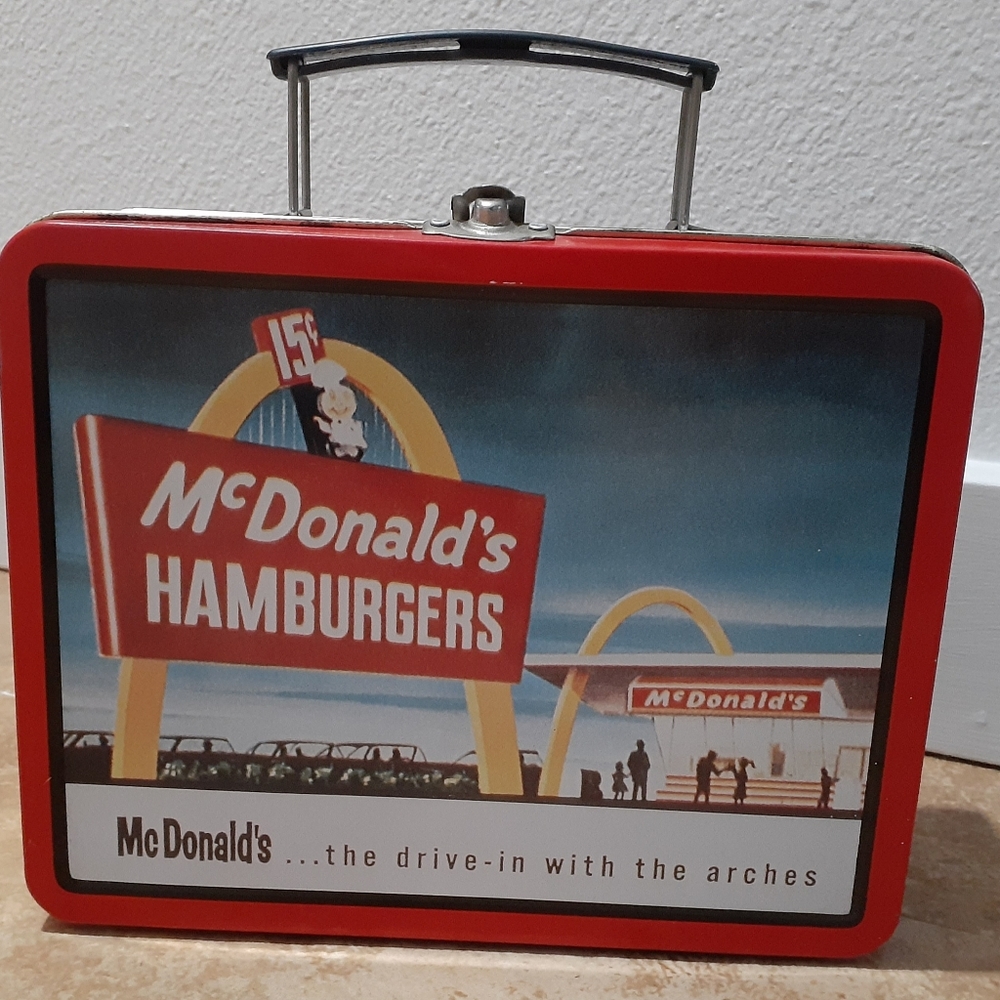 15¢
McDonald's
HAMBURGERS
McDonald's
McDonald's ...the drive-in with the arches